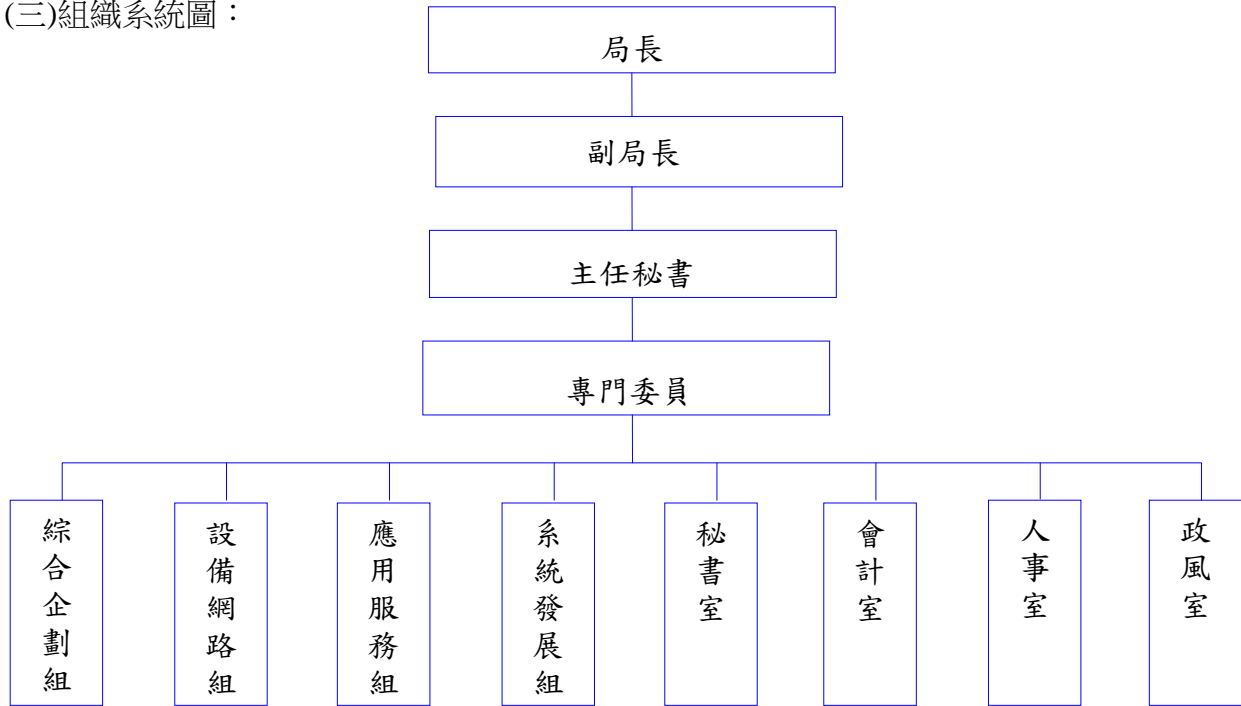 (三)組織系統圖：
局長
副局長
主任秘書
專門委員
綜合企劃組
設備網路組
應用服務組
系統發展組
秘書室
會計室
人事室
政風室